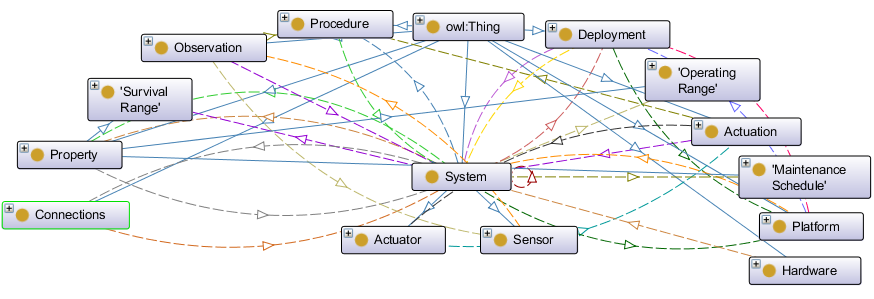 Procedure
owl:Thing
Deployment
Observation
'Operating
Range'
'Survival
Range'
Actuation
Property
'Maintenance
Schedule'
System
Connections
Platform
Actuator
Sensor
Hardware